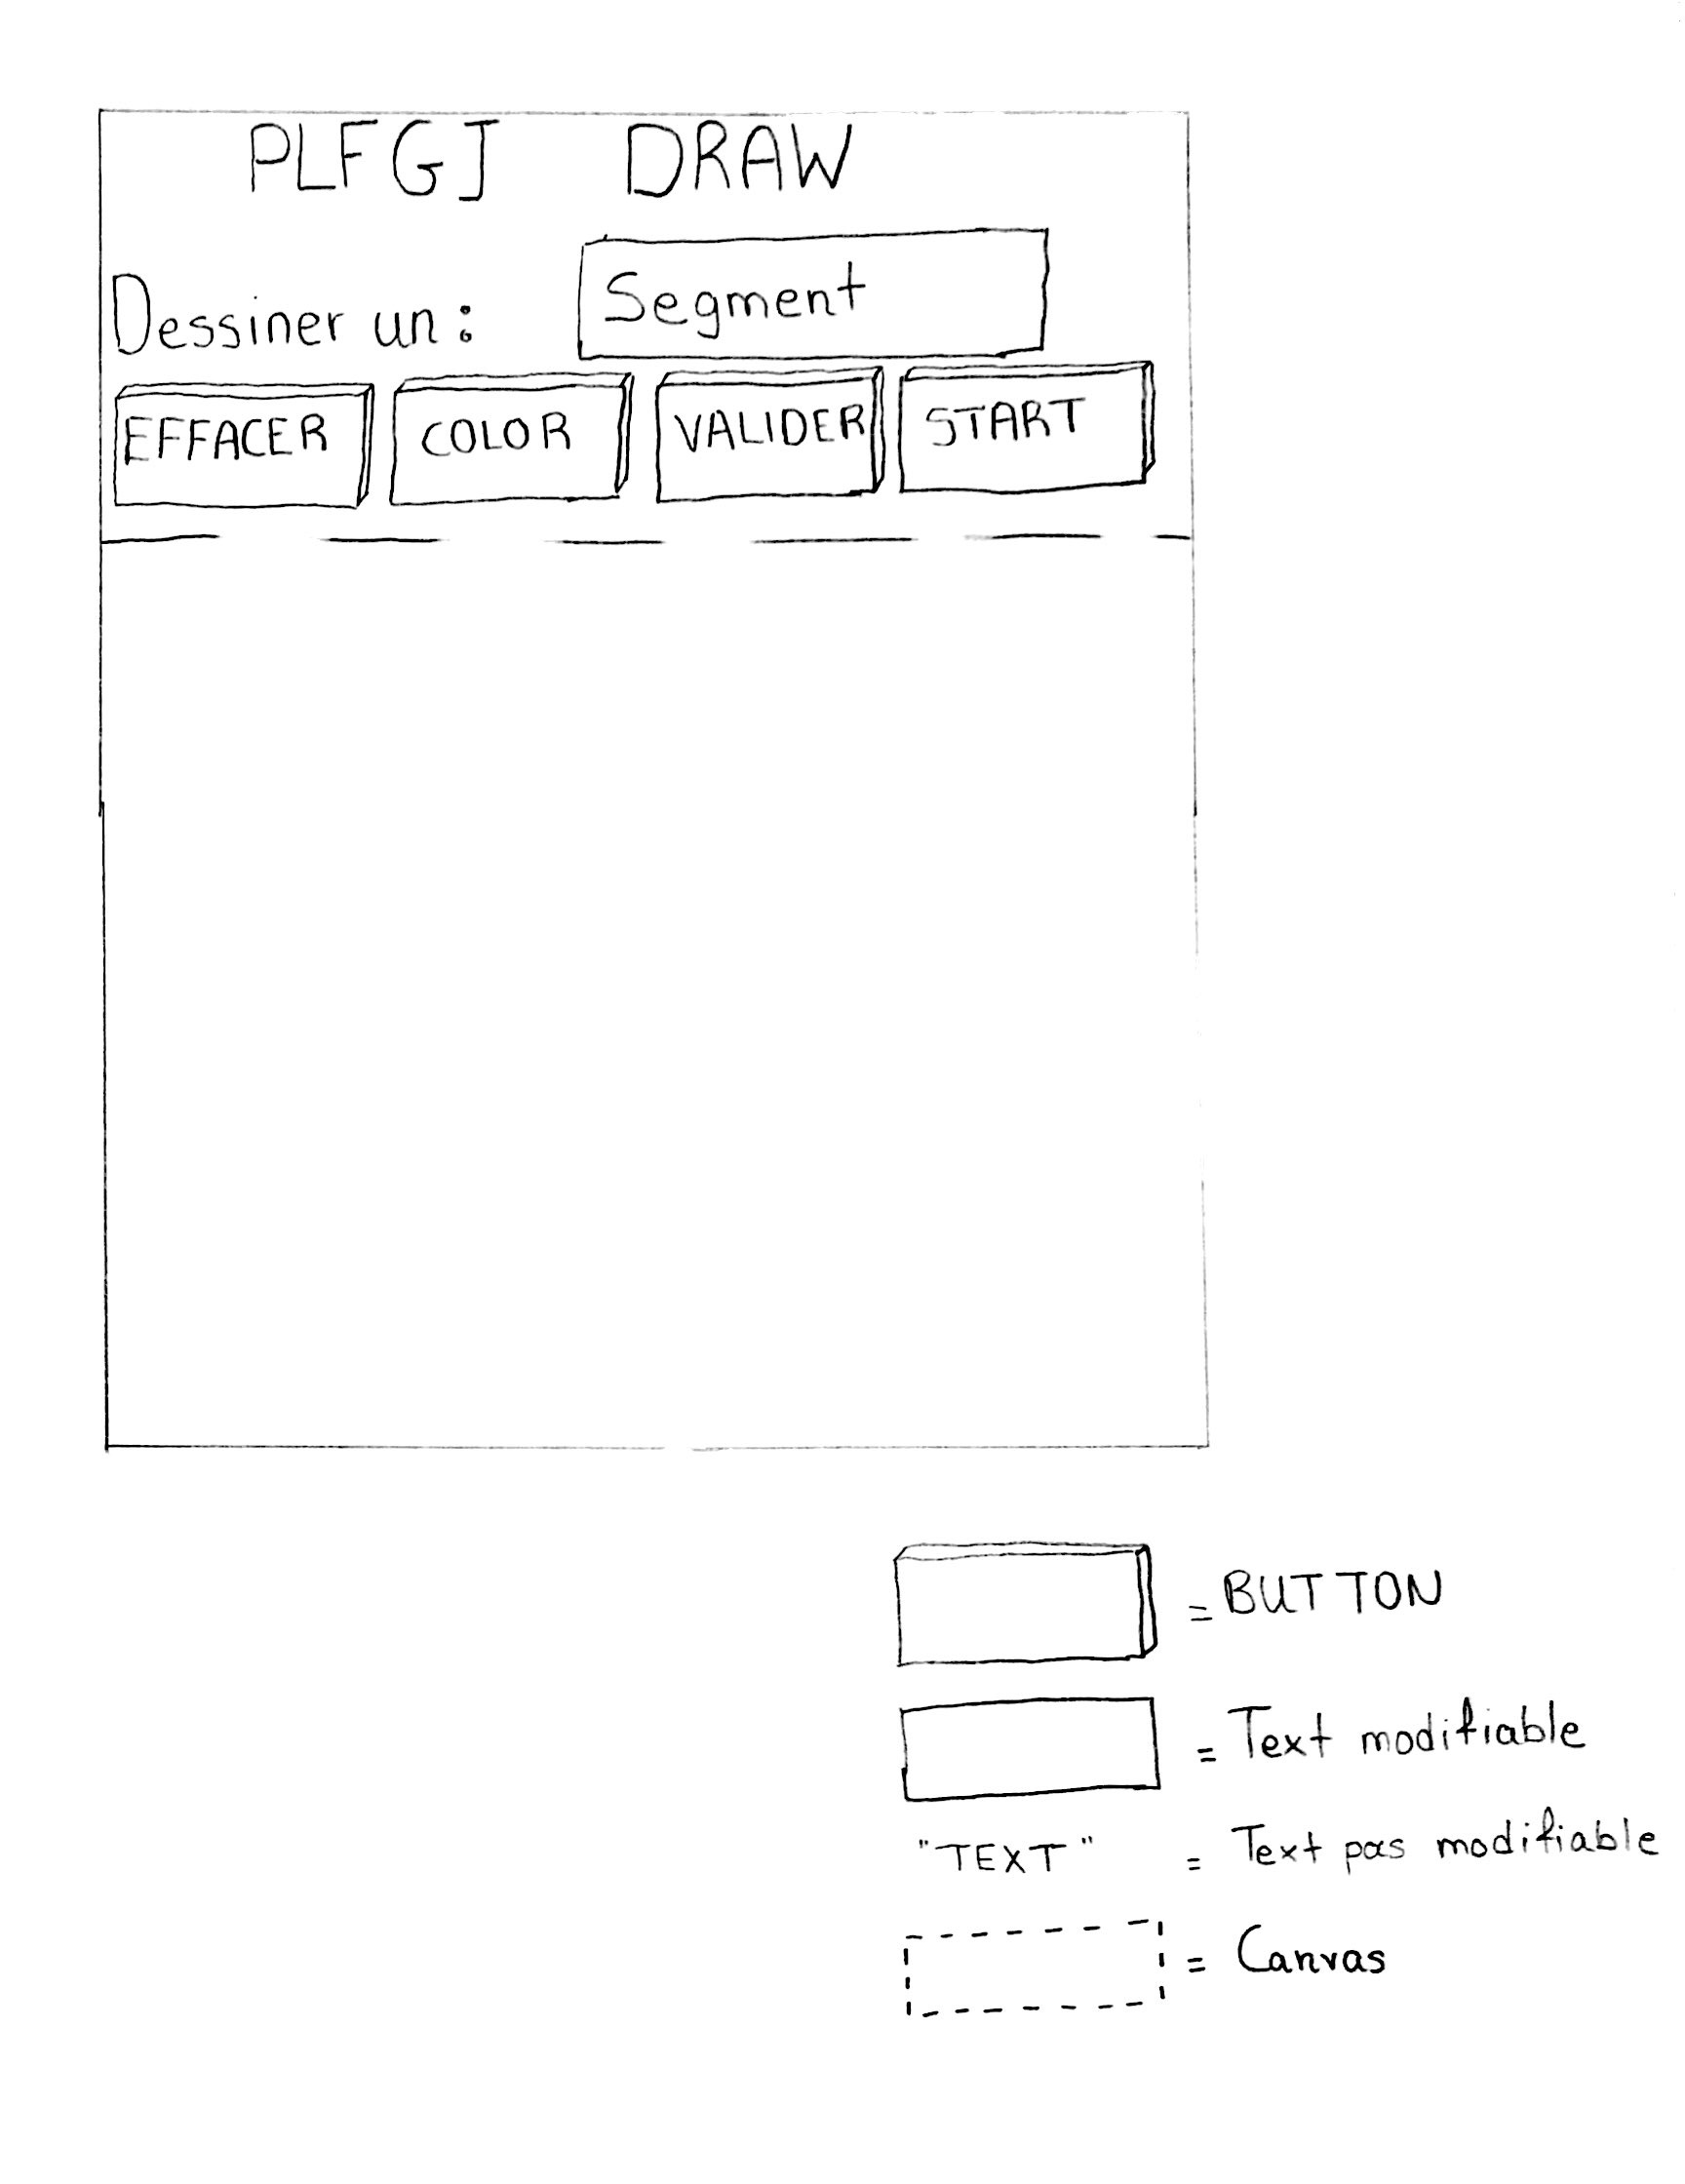 PLFGJ DRAW
Dessiner un : Segment
EFFACER COLOR VALIDER START
= BUTTON
= Text modifiable
"TEXT" = Text pas modifiable
= Canvas